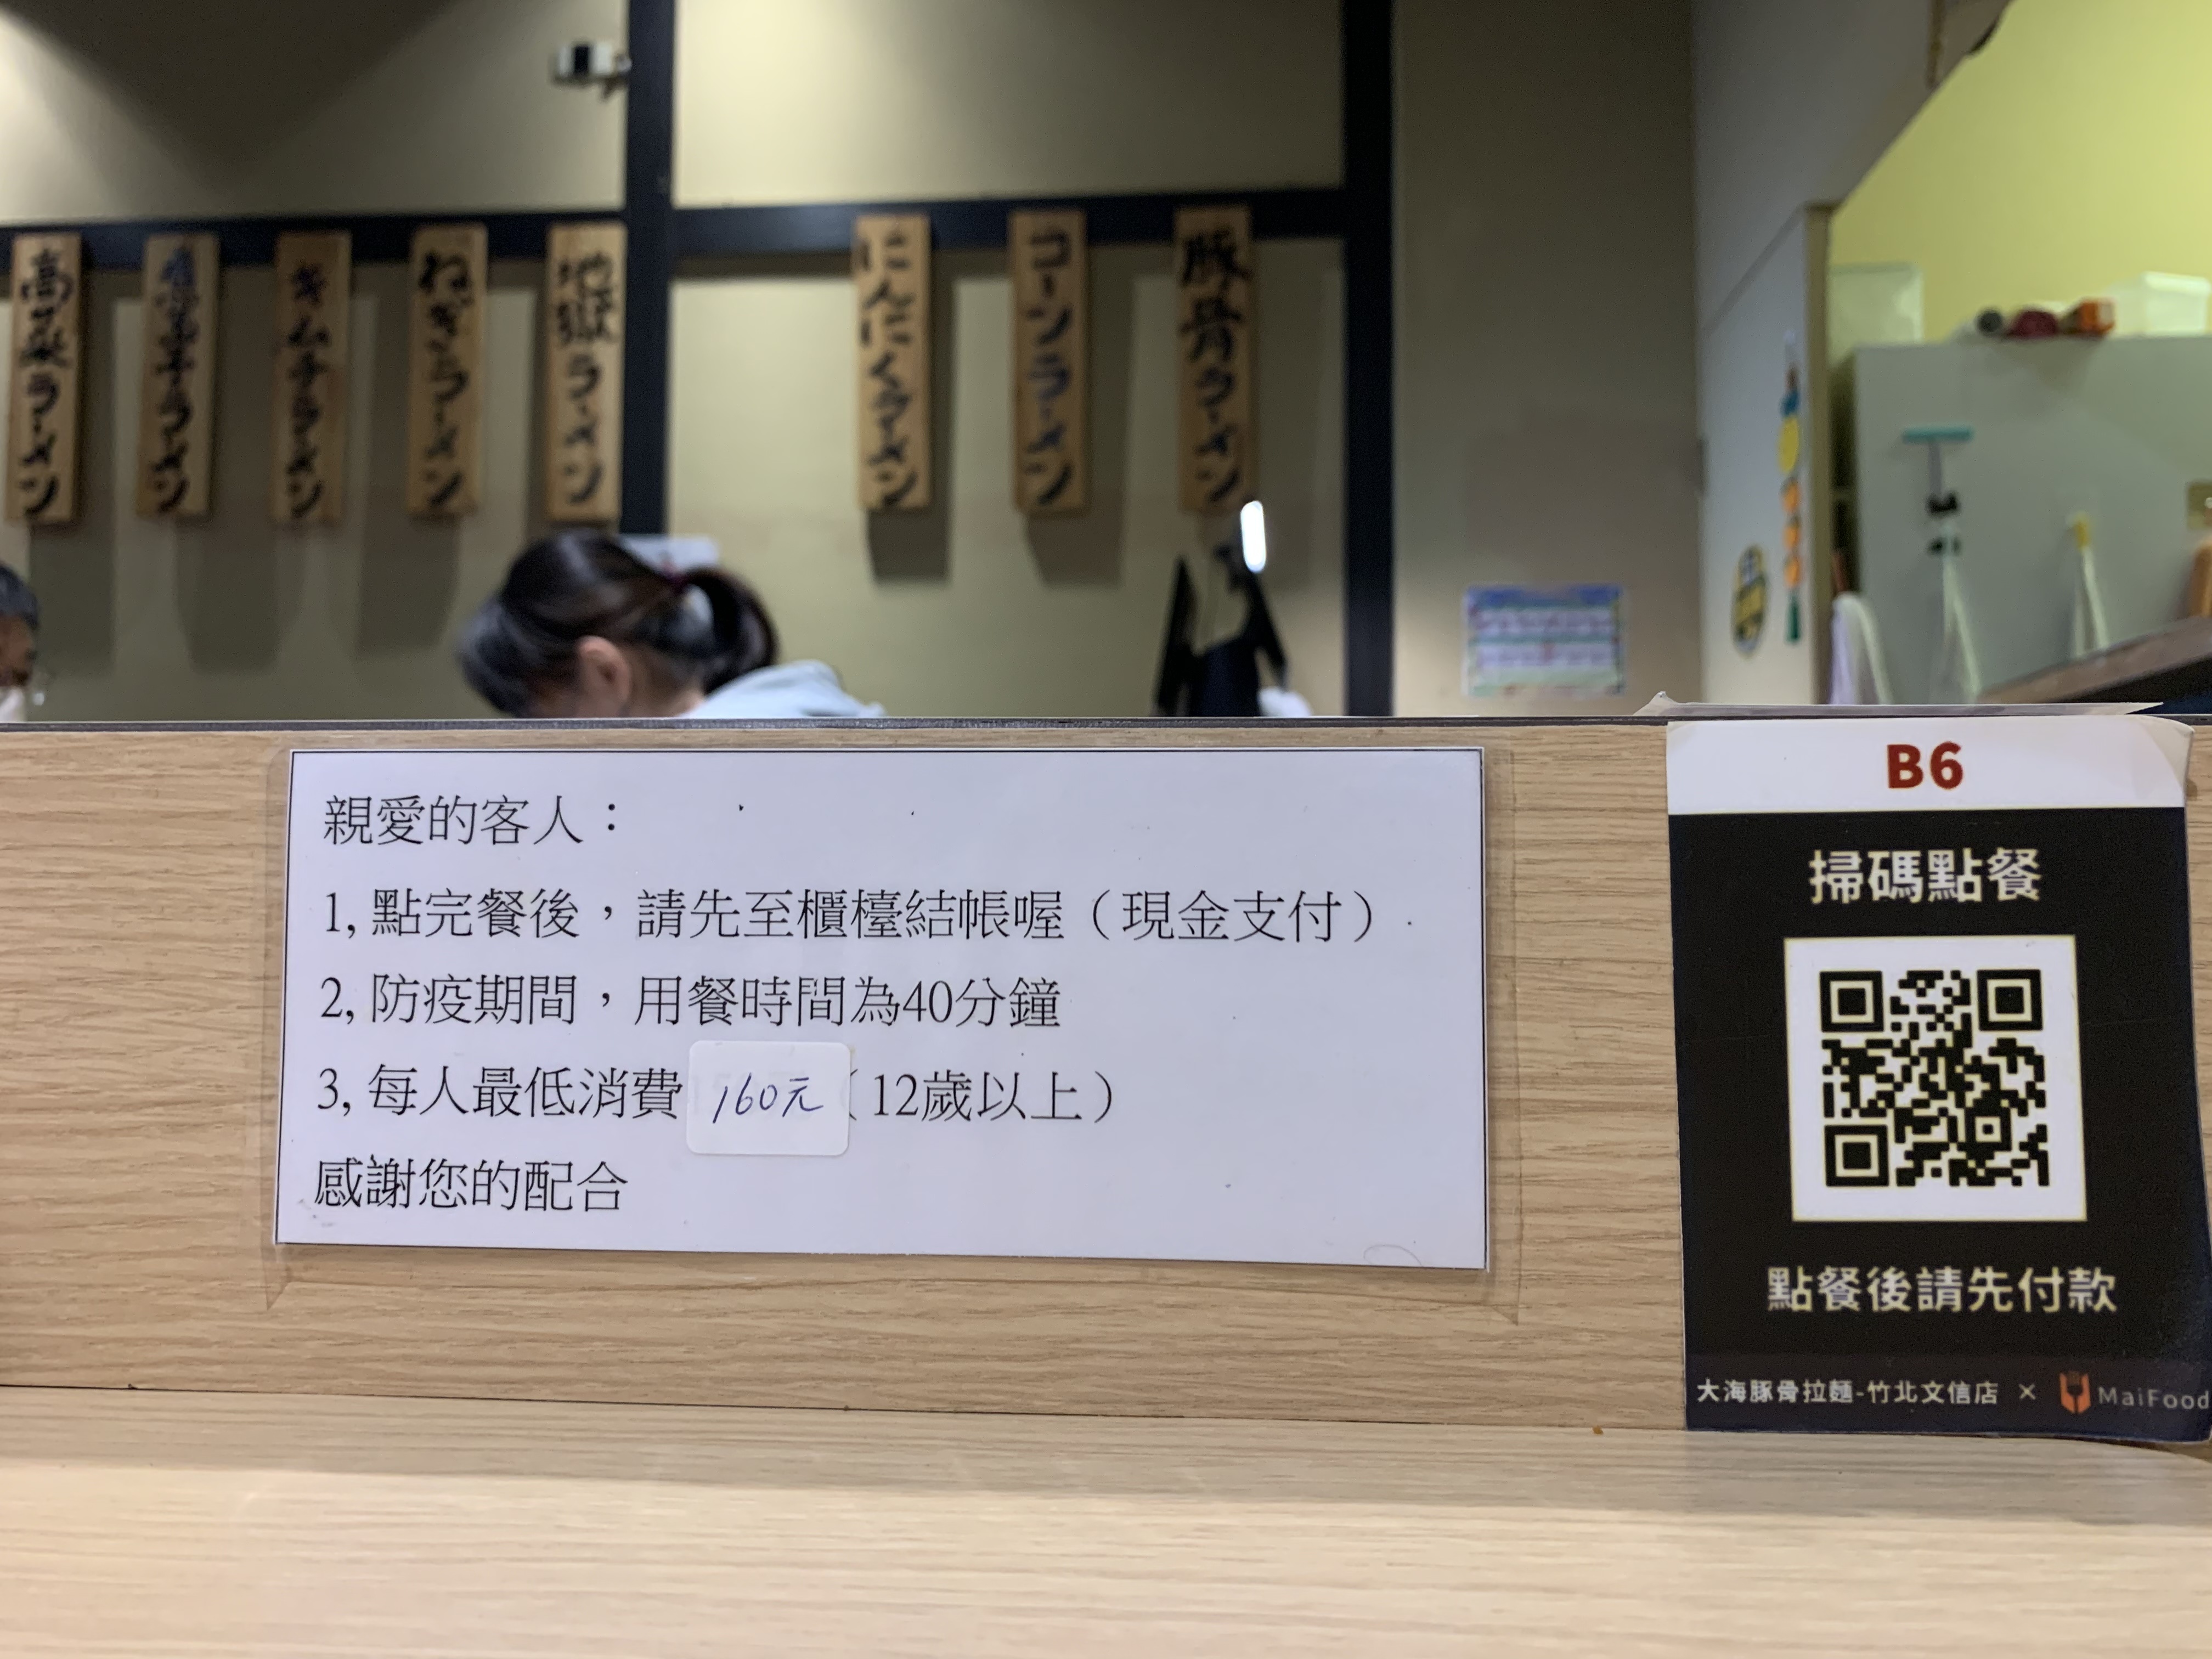 高菜ラーメン
キムチラーメン
ねぎラーメン
地獄ラーメン
にんにくラーメン
コーンラーメン
豚骨ラーメン
親愛的客人：
1, 點完餐後，請先至櫃檯結帳喔（現金支付）
2, 防疫期間，用餐時間為40分鐘
3, 每人最低消費 160元（12歲以上）
感謝您的配合
B6
掃碼點餐
點餐後請先付款
大海豚骨拉麵-竹北文信店 × MaiFood